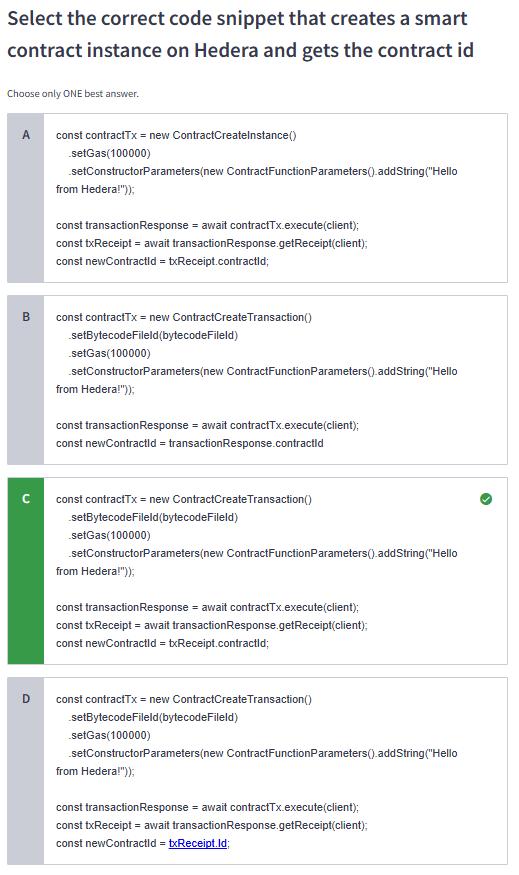 Select the correct code snippet that creates a smart
contract instance on Hedera and gets the contract id
Choose only ONE best answer.
A
const contractTx = new ContractCreateInstance()
.setGas(100000)
.setConstructorParameters(new ContractFunctionParameters().addString("Hello
from Hedera!"));
const transactionResponse = await contractTx.execute(client);
const txReceipt = await transactionResponse.getReceipt(client);
const newContractId = txReceipt.contractId;
B
const contractTx = new ContractCreateTransaction()
.setBytecodeFileId(bytecodeFileId)
.setGas(100000)
.setConstructorParameters(new ContractFunctionParameters().addString("Hello
from Hedera!"));
const transactionResponse = await contractTx.execute(client);
const newContractId = transactionResponse.contractId
C
const contractTx = new ContractCreateTransaction()
.setBytecodeFileId(bytecodeFileId)
.setGas(100000)
.setConstructorParameters(new ContractFunctionParameters().addString("Hello
from Hedera!"));
const transactionResponse = await contractTx.execute(client);
const txReceipt = await transactionResponse.getReceipt(client);
const newContractId = txReceipt.contractId;
D
const contractTx = new ContractCreateTransaction()
.setBytecodeFileId(bytecodeFileId)
.setGas(100000)
.setConstructorParameters(new ContractFunctionParameters().addString("Hello
from Hedera!"));
const transactionResponse = await contractTx.execute(client);
const txReceipt = await transactionResponse.getReceipt(client);
const newContractId = txReceipt.Id;